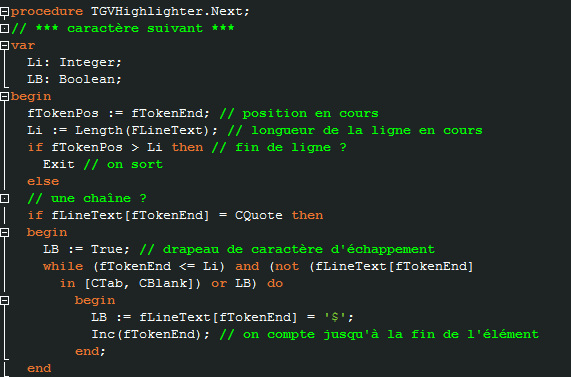 procedure TGVHighlighter.Next;
// *** caractère suivant ***
var
  Li: Integer;
  LB: Boolean;
begin
  fTokenPos := fTokenEnd; // position en cours
  Li := Length(FLineText); // longueur de la ligne en cours
  if fTokenPos > Li then // fin de ligne ?
    Exit // on sort
  else
  // une chaîne ?
  if fLineText[fTokenEnd] = CQuote then
  begin
    LB := True; // drapeau de caractère d'échappement
    while (fTokenEnd <= Li) and (not (fLineText[fTokenEnd]
      in [CTab, CBlank]) or LB) do
        begin
          LB := fLineText[fTokenEnd] = '$';
          Inc(fTokenEnd); // on compte jusqu'à la fin de l'élément
        end;
  end